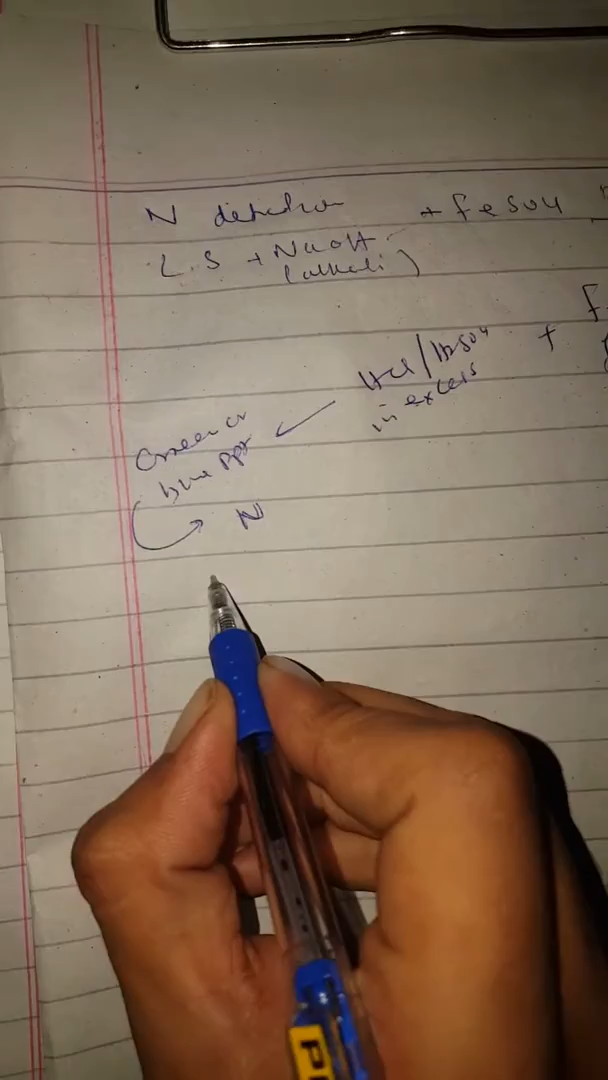 N detection + FeSO4
L.S + NaOH
(alkali)
HCl/H2SO4 +
in excess
Green or
blue ppt
N
P